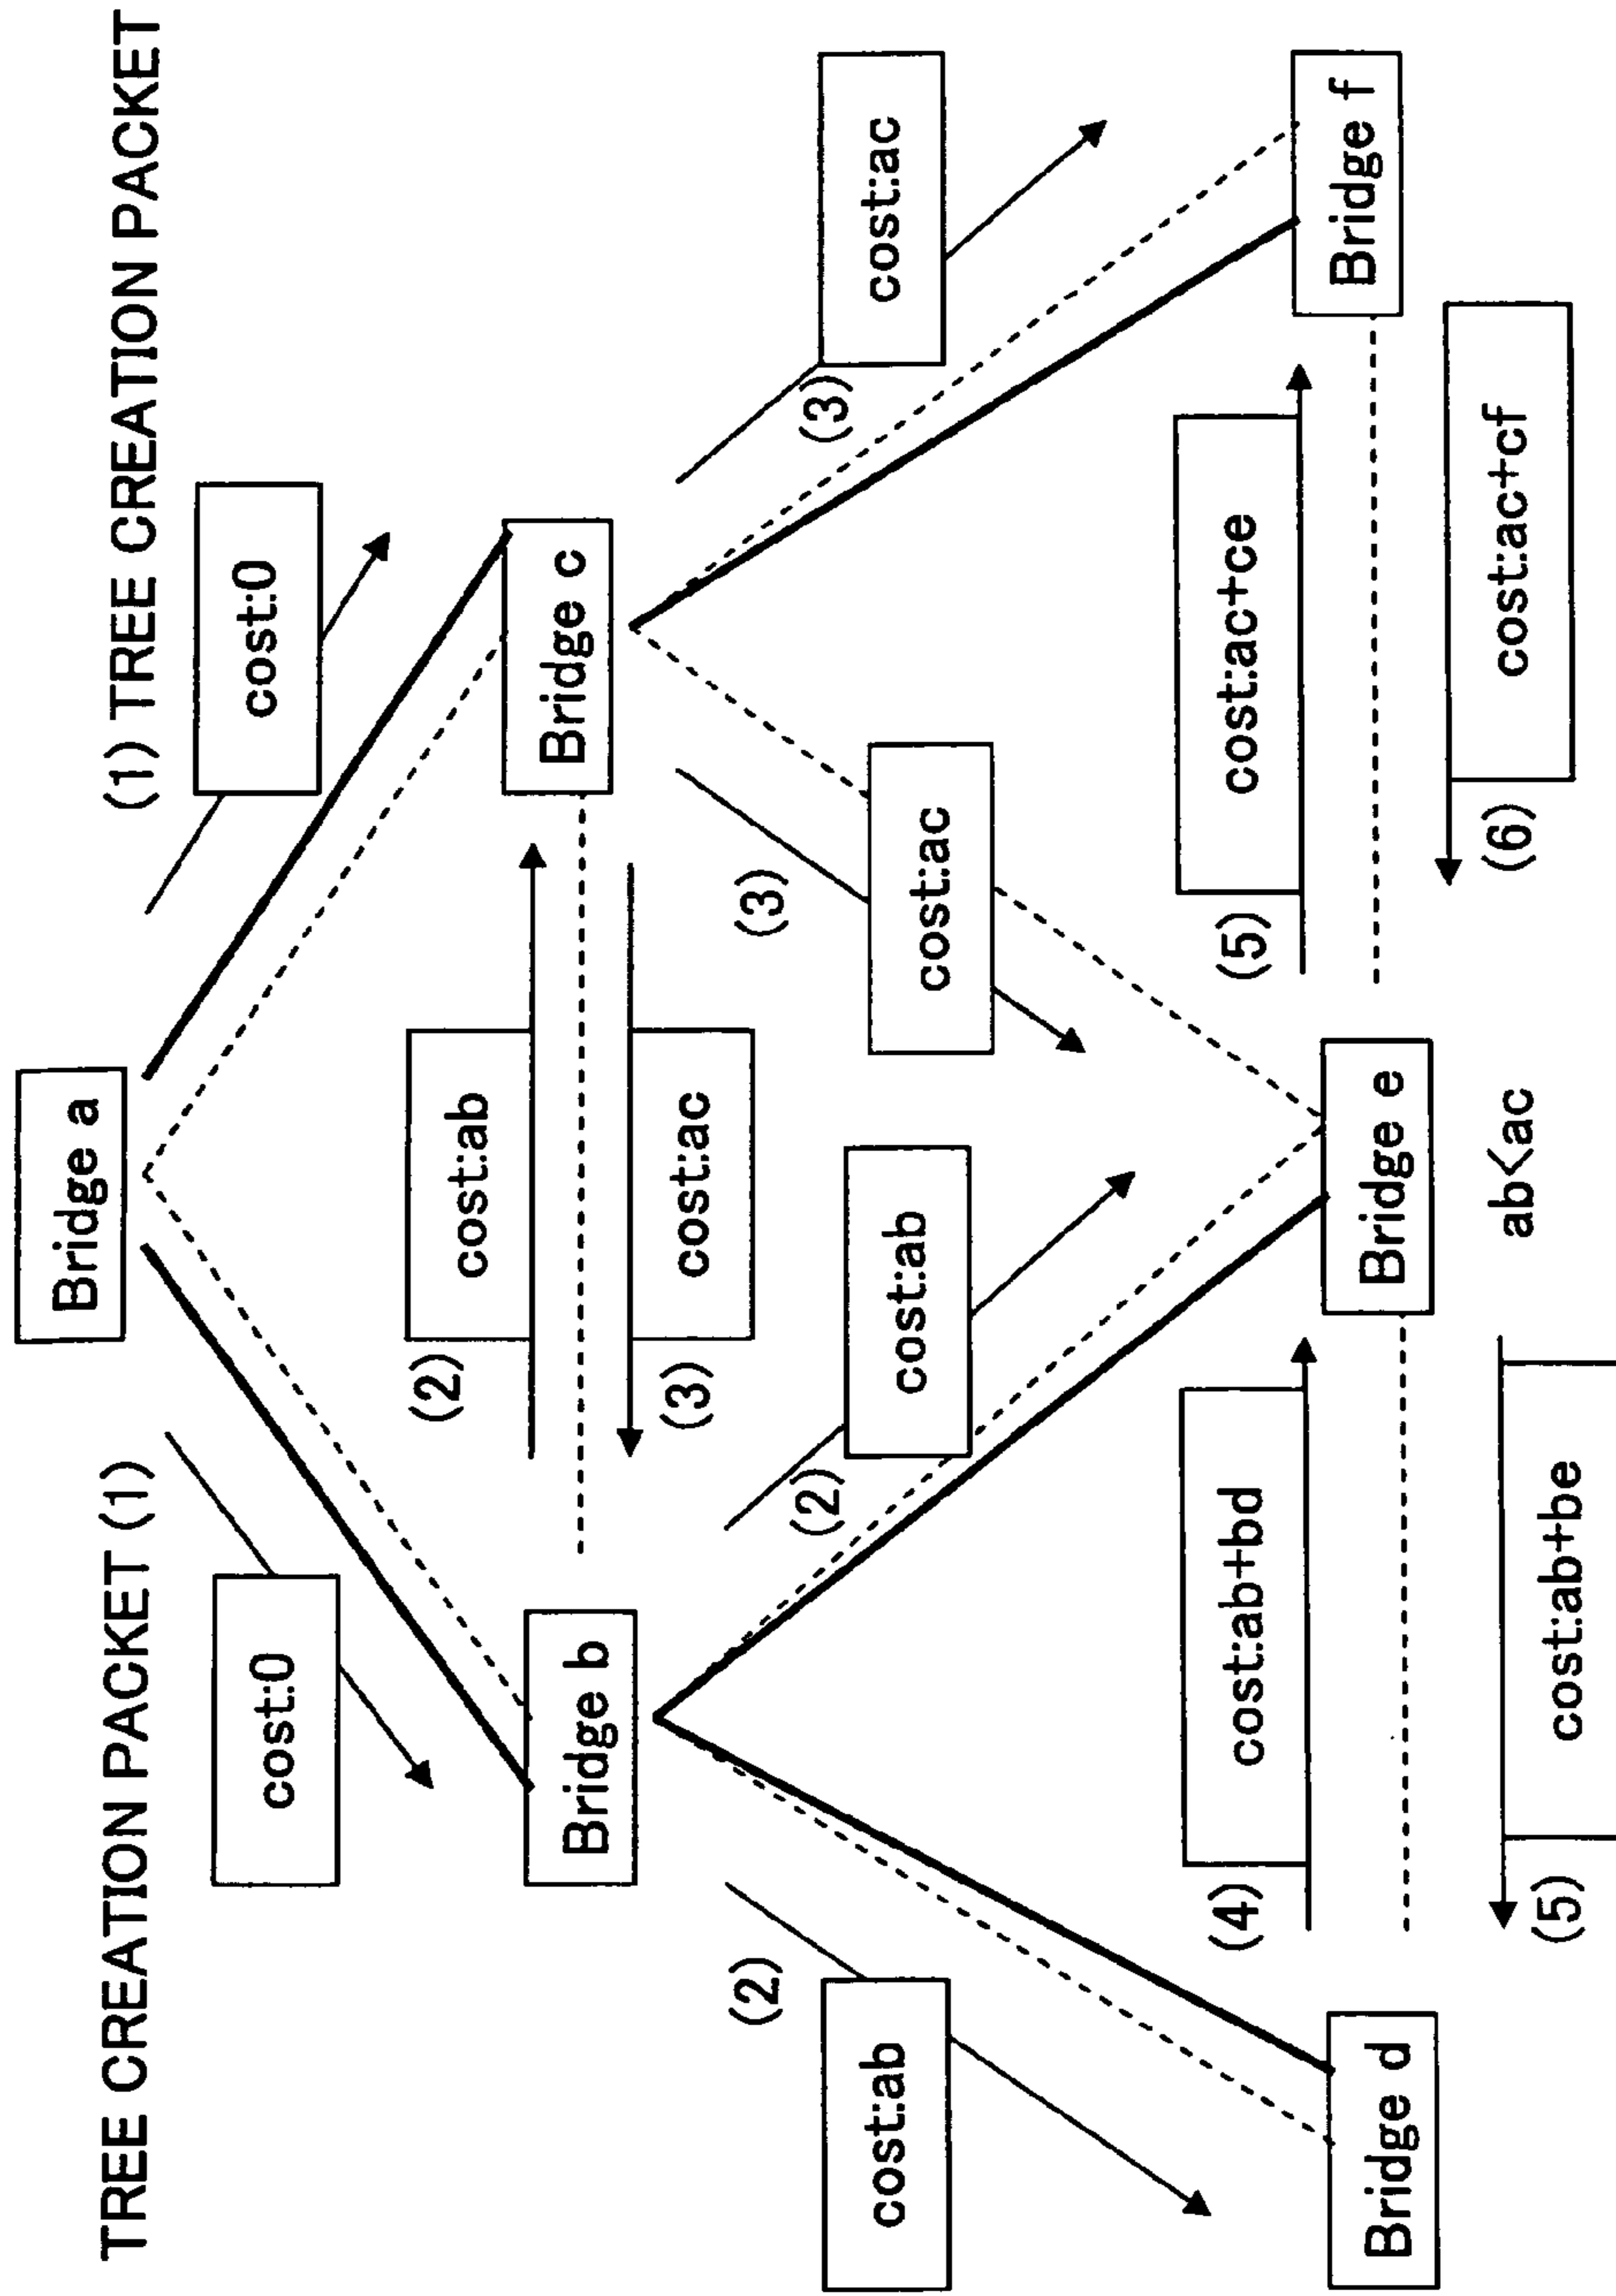 TREE CREATION PACKET (1)
(1) TREE CREATION PACKET
Bridge a
cost:0
cost:0
(2)
cost:ab
Bridge b
Bridge c
(3)
cost:ac
(2)
cost:ab
(2)
cost:ab
(3)
cost:ac
(3)
cost:ac
(4)
cost:ab+bd
(5)
cost:ac+ce
Bridge d
Bridge e
Bridge f
(5)
cost:ab+be
ab<ac
(6)
cost:ac+cf